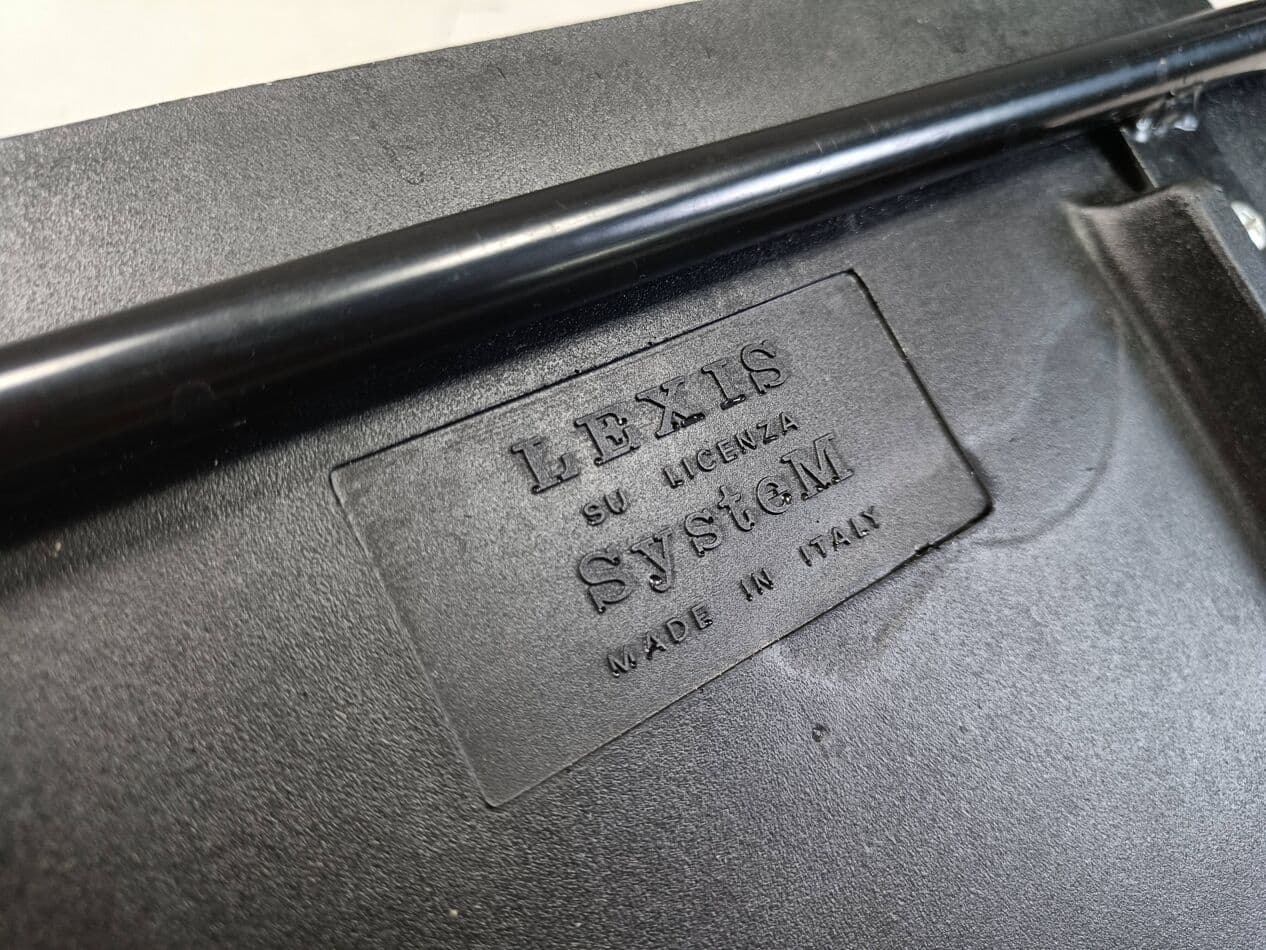 LEXIS
SU LICENZA
SysteM
MADE IN ITALY